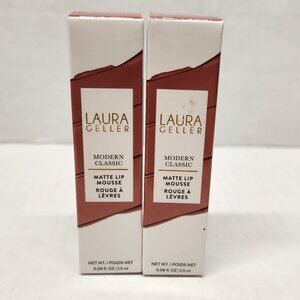 LAURA
GELLER
MODERN
CLASSIC
MATTE LIP
MOUSSE
ROUGE À
LÈVRES
NET WT. / POIDS NET
0.08 fl. OZ | 2.5 ml
LAURA
GELLER
MODERN
CLASSIC
MATTE LIP
MOUSSE
ROUGE À
LÈVRES
NET WT. / POIDS NET
0.08 fl. OZ | 2.5 ml